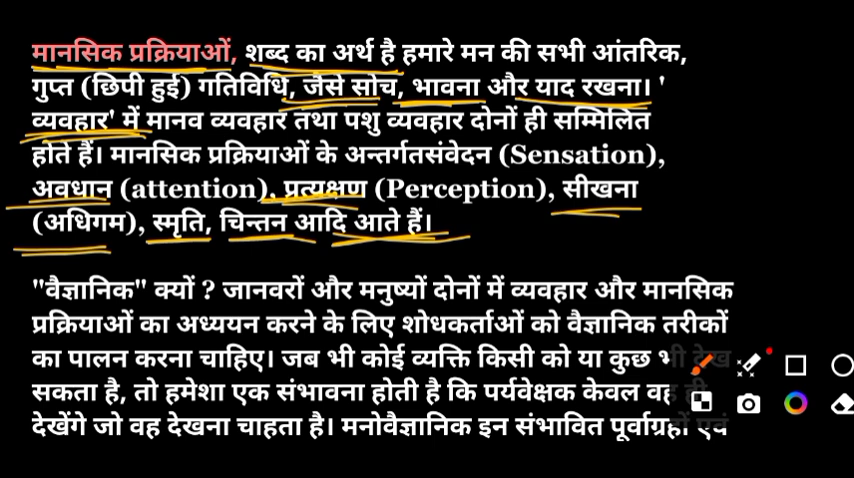 मानसिक प्रक्रियाओं, शब्द का अर्थ है हमारे मन की सभी आंतरिक,
गुप्त (छिपी हुई) गतिविधि, जैसे सोच, भावना और याद रखना। '
व्यवहार' में मानव व्यवहार तथा पशु व्यवहार दोनों ही सम्मिलित
होते हैं। मानसिक प्रक्रियाओं के अन्तर्गतसंवेदन (Sensation),
अवधान (attention), प्रत्यक्षण (Perception), सीखना
(अधिगम), स्मृति, चिन्तन आदि आते हैं।
"वैज्ञानिक" क्यों ? जानवरों और मनुष्यों दोनों में व्यवहार और मानसिक
प्रक्रियाओं का अध्ययन करने के लिए शोधकर्ताओं को वैज्ञानिक तरीकों
का पालन करना चाहिए। जब भी कोई व्यक्ति किसी को या कुछ भी देख
सकता है, तो हमेशा एक संभावना होती है कि पर्यवेक्षक केवल वह ही
देखेंगे जो वह देखना चाहता है। मनोवैज्ञानिक इन संभावित पूर्वाग्रहों एवं